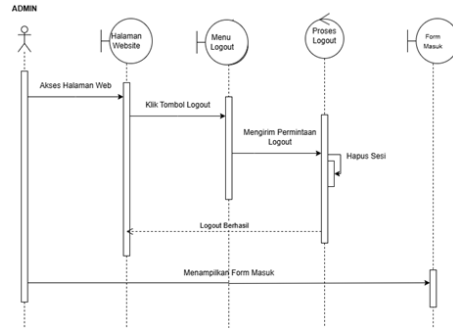 ADMIN
Halaman
Website
Menu
Logout
Proses
Logout
Form
Masuk
Akses Halaman Web
Klik Tombol Logout
Mengirim Permintaan
Logout
Hapus Sesi
Logout Berhasil
Menampilkan Form Masuk